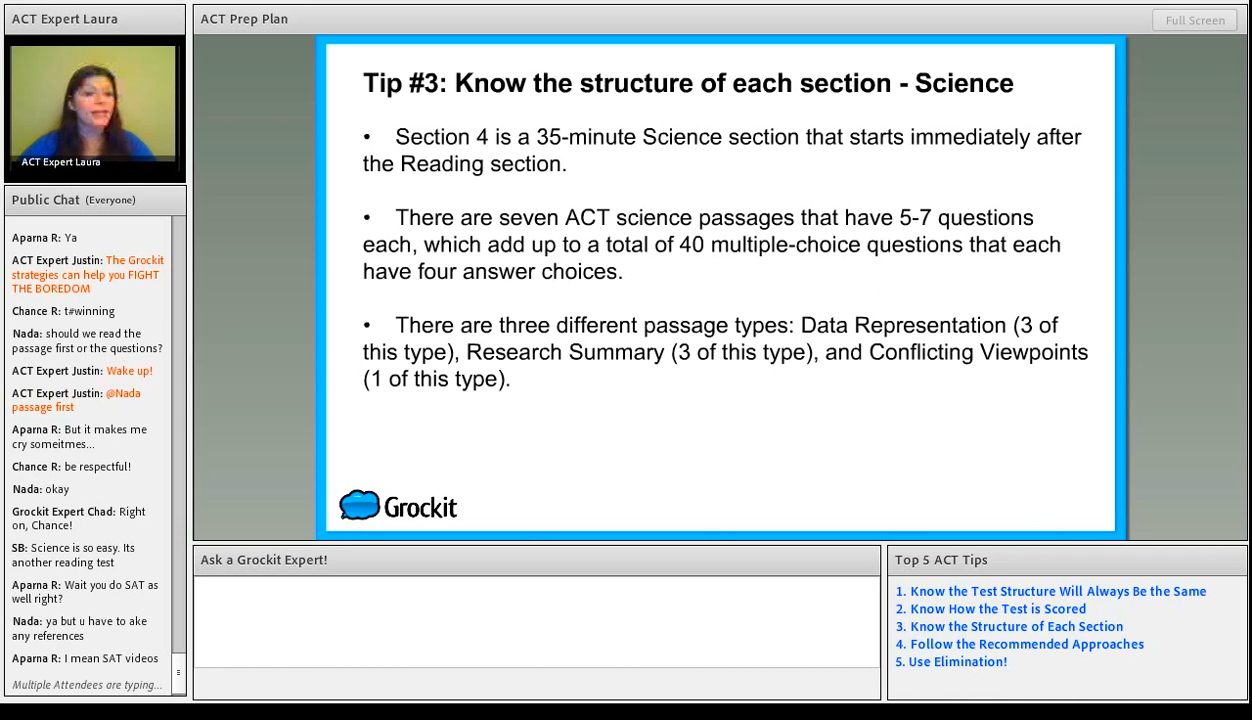 ACT Expert Laura
ACT Expert Laura
Public Chat (Everyone)
Aparna R: Ya
ACT Expert Justin: The Grockit
strategies can help you FIGHT
THE BOREDOM
Chance R: t#winning
Nada: should we read the
passage first or the questions?
ACT Expert Justin: Wake up!
ACT Expert Justin: @Nada
passage first
Aparna R: But it makes me
cry someitmes...
Chance R: be respectful!
Nada: okay
Grockit Expert Chad: Right
on, Chance!
SB: Science is so easy. Its
another reading test
Aparna R: Wait you do SAT as
well right?
Nada: ya but u have to ake
any references
Aparna R: I mean SAT videos
Multiple Attendees are typing...
ACT Prep Plan
Full Screen
Tip #3: Know the structure of each section - Science
• Section 4 is a 35-minute Science section that starts immediately after
the Reading section.
• There are seven ACT science passages that have 5-7 questions
each, which add up to a total of 40 multiple-choice questions that each
have four answer choices.
• There are three different passage types: Data Representation (3 of
this type), Research Summary (3 of this type), and Conflicting Viewpoints
(1 of this type).
Grockit
Ask a Grockit Expert!
Top 5 ACT Tips
1. Know the Test Structure Will Always Be the Same
2. Know How the Test is Scored
3. Know the Structure of Each Section
4. Follow the Recommended Approaches
5. Use Elimination!